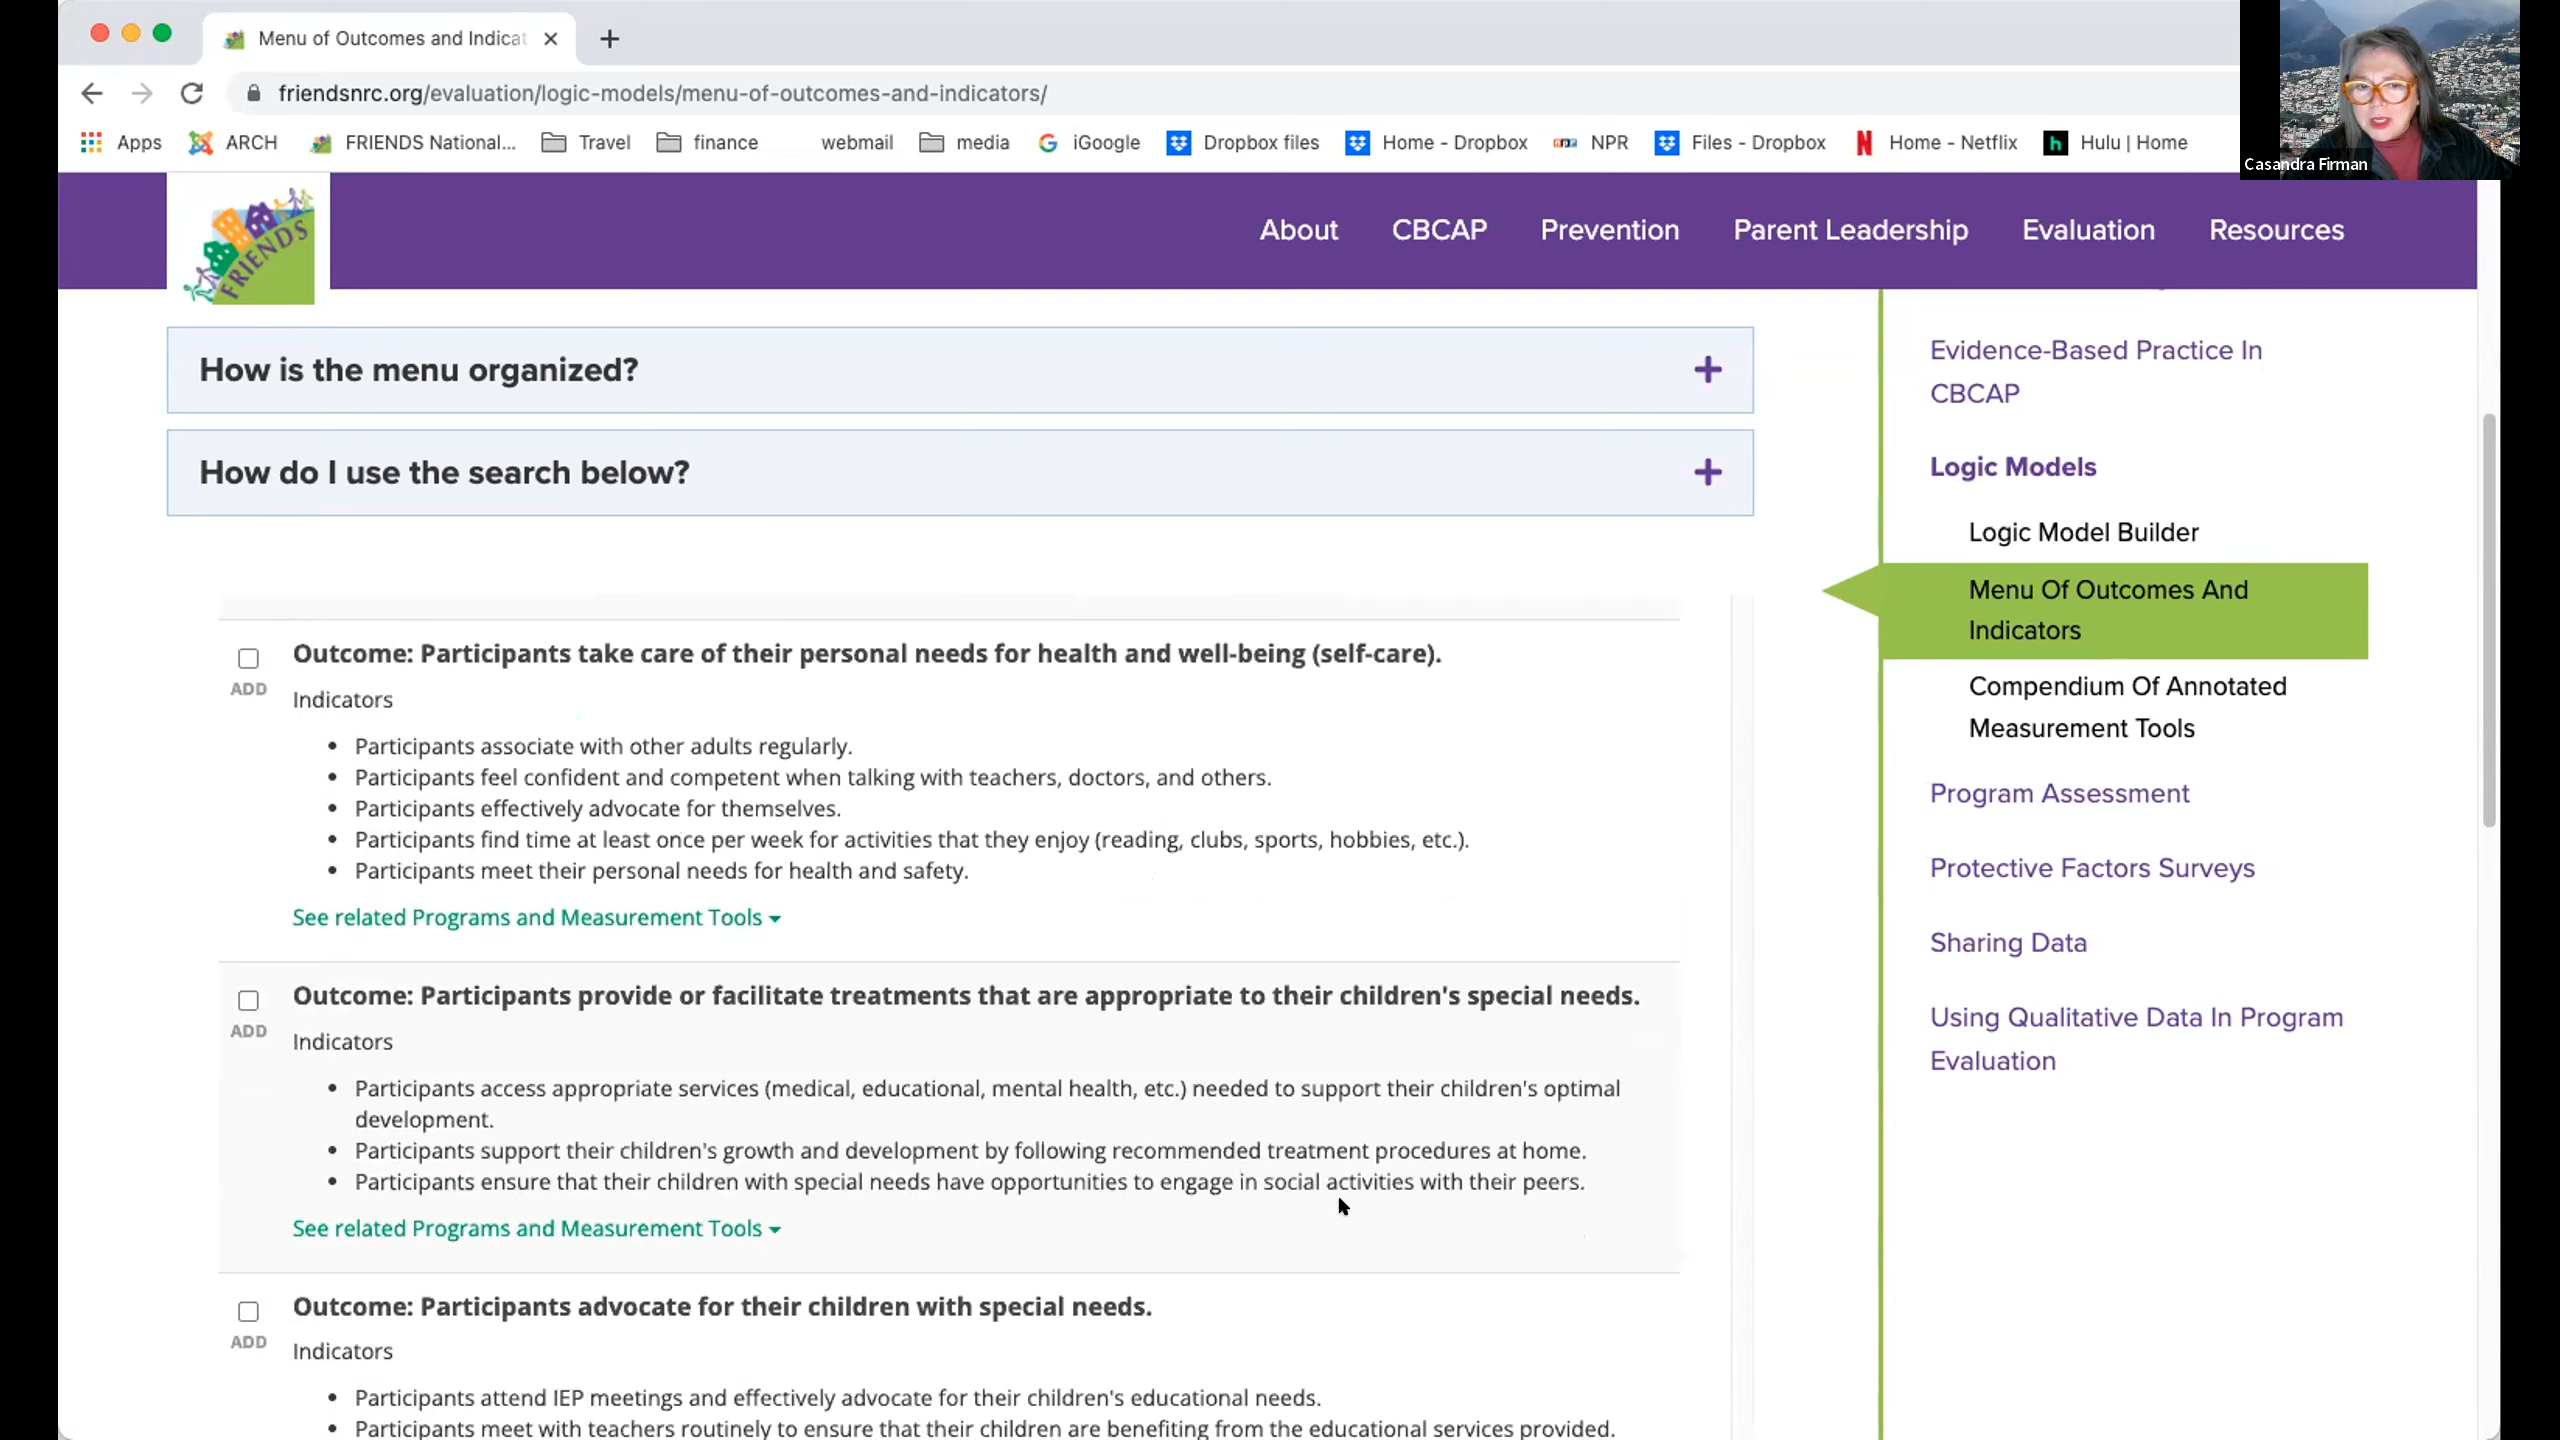 Menu of Outcomes and Indicat
friendsnrc.org/evaluation/logic-models/menu-of-outcomes-and-indicators/
Apps ARCH FRIENDS National... Travel finance webmail media iGoogle Dropbox files Home - Dropbox NPR Files - Dropbox Home - Netflix Hulu | Home
Casandra Firman
FRIENDS
About CBCAP Prevention Parent Leadership Evaluation Resources
How is the menu organized?
How do I use the search below?
Outcome: Participants take care of their personal needs for health and well-being (self-care).
ADD
Indicators
• Participants associate with other adults regularly.
• Participants feel confident and competent when talking with teachers, doctors, and others.
• Participants effectively advocate for themselves.
• Participants find time at least once per week for activities that they enjoy (reading, clubs, sports, hobbies, etc.).
• Participants meet their personal needs for health and safety.
See related Programs and Measurement Tools
Outcome: Participants provide or facilitate treatments that are appropriate to their children's special needs.
ADD
Indicators
• Participants access appropriate services (medical, educational, mental health, etc.) needed to support their children's optimal
development.
• Participants support their children's growth and development by following recommended treatment procedures at home.
• Participants ensure that their children with special needs have opportunities to engage in social activities with their peers.
See related Programs and Measurement Tools
Outcome: Participants advocate for their children with special needs.
ADD
Indicators
• Participants attend IEP meetings and effectively advocate for their children's educational needs.
• Participants meet with teachers routinely to ensure that their children are benefiting from the educational services provided.
Evidence-Based Practice In
CBCAP
Logic Models
Logic Model Builder
Menu Of Outcomes And
Indicators
Compendium Of Annotated
Measurement Tools
Program Assessment
Protective Factors Surveys
Sharing Data
Using Qualitative Data In Program
Evaluation